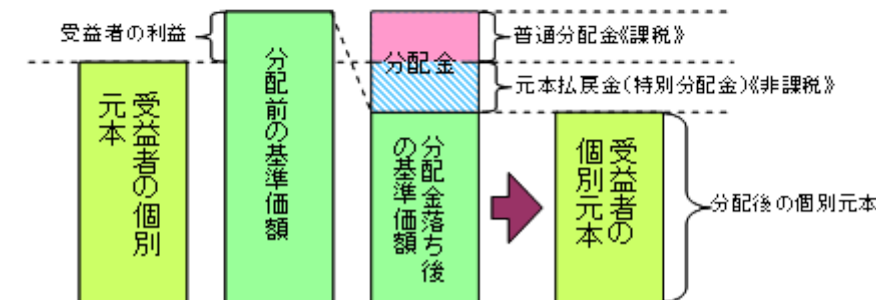 受益者の利益
受益者の個別
元本
分配前の基準価額
分配金
分配金落ち後
の基準価額
普通分配金《課税》
元本払戻金(特別分配金)《非課税》
受益者の
個別元本
分配後の個別元本